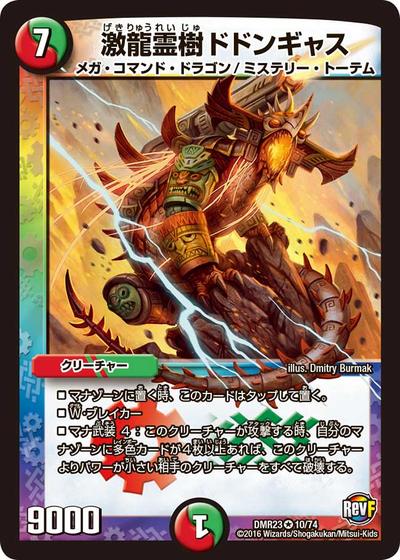 7
げきりゅうれいじゅ
激龍霊樹ドドンギャス
メガ・コマンド・ドラゴン / ミステリー・トーテム
クリーチャー
illus. Dmitry Burmak
■ マナゾーンに置く時、このカードはタップして置く。
■ W・ブレイカー
■ マナ武装 4 : このクリーチャーが攻撃する時、自分のマナゾーンに多色カードが4枚以上あれば、このクリーチャーよりパワーが小さい相手のクリーチャーをすべて破壊する。
9000
1
RevF
DMR23 10/74
©2016 Wizards/Shogakukan/Mitsui-Kids